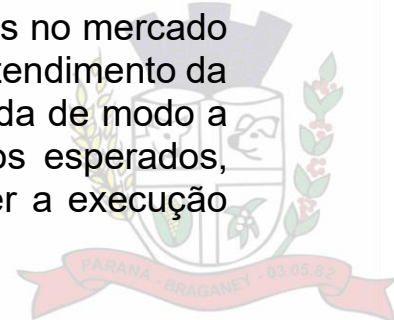 s no mercado
tendimento da
da de modo a
os esperados,
er a execução
PARANÁ - BRAGANEY - 03.05.82